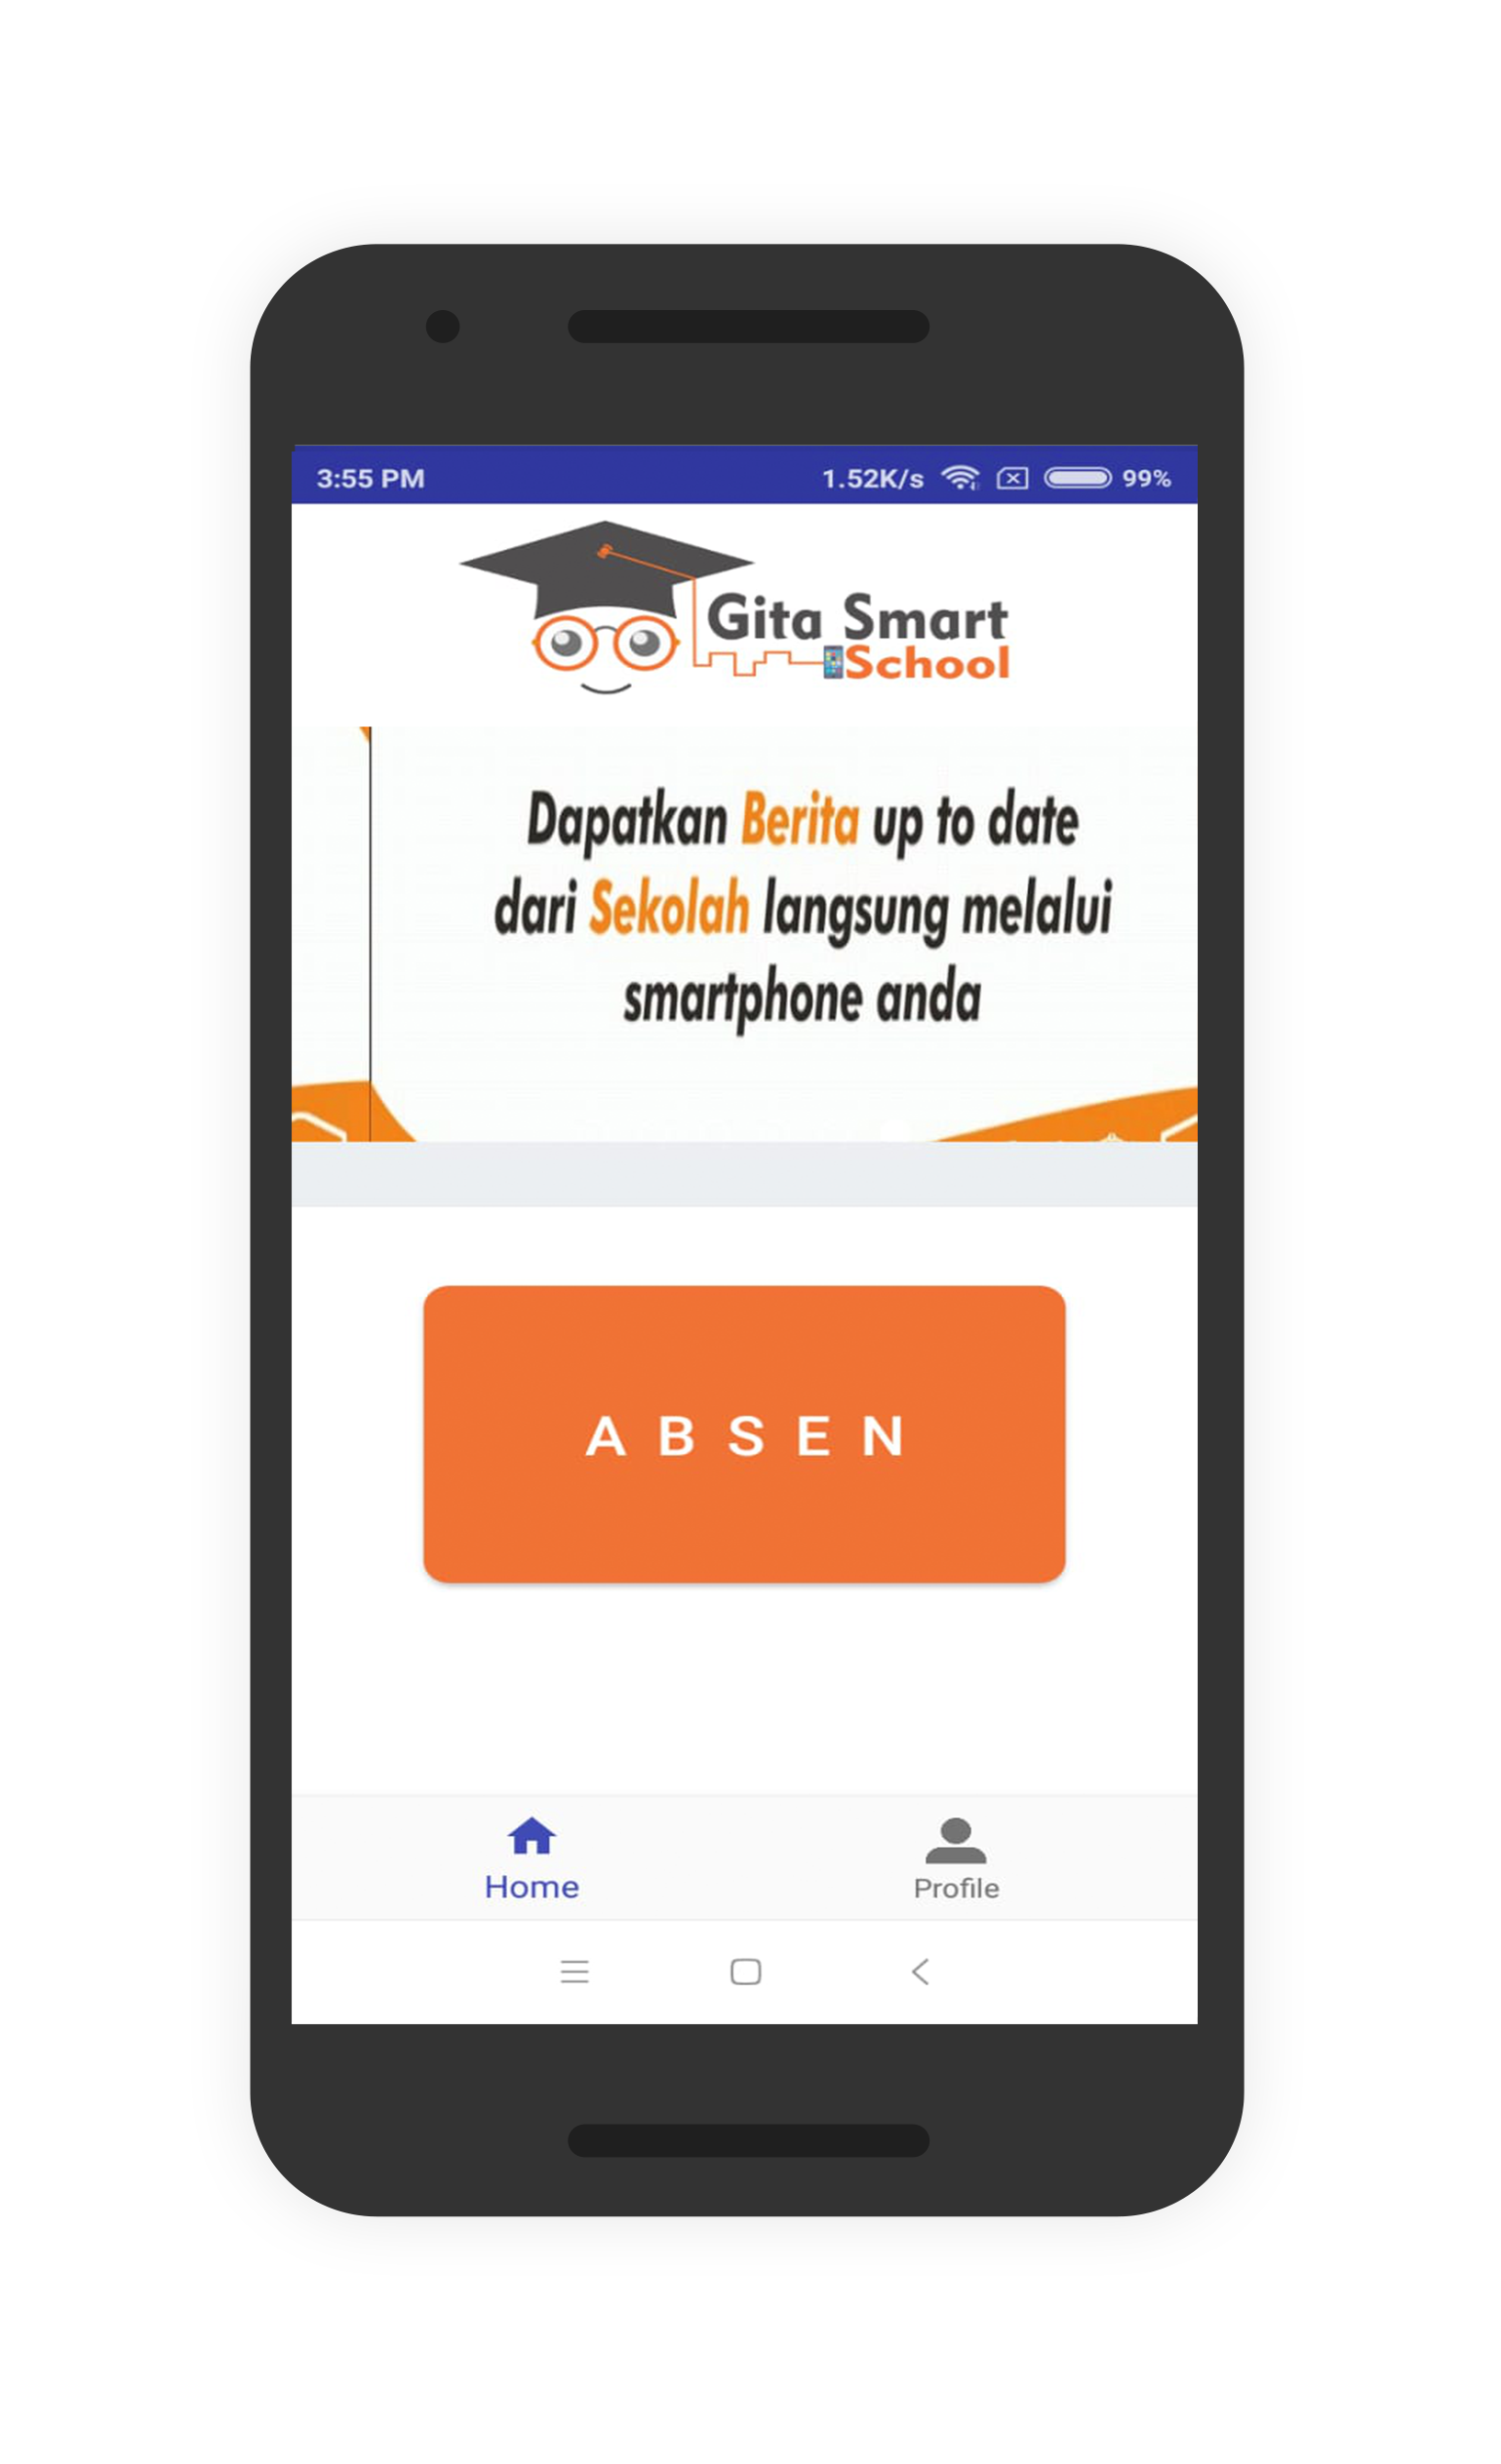 3:55 PM 1.52K/s 99%
Gita Smart
School
Dapatkan Berita up to date
dari Sekolah langsung melalui
smartphone anda
ABSEN
Home Profile